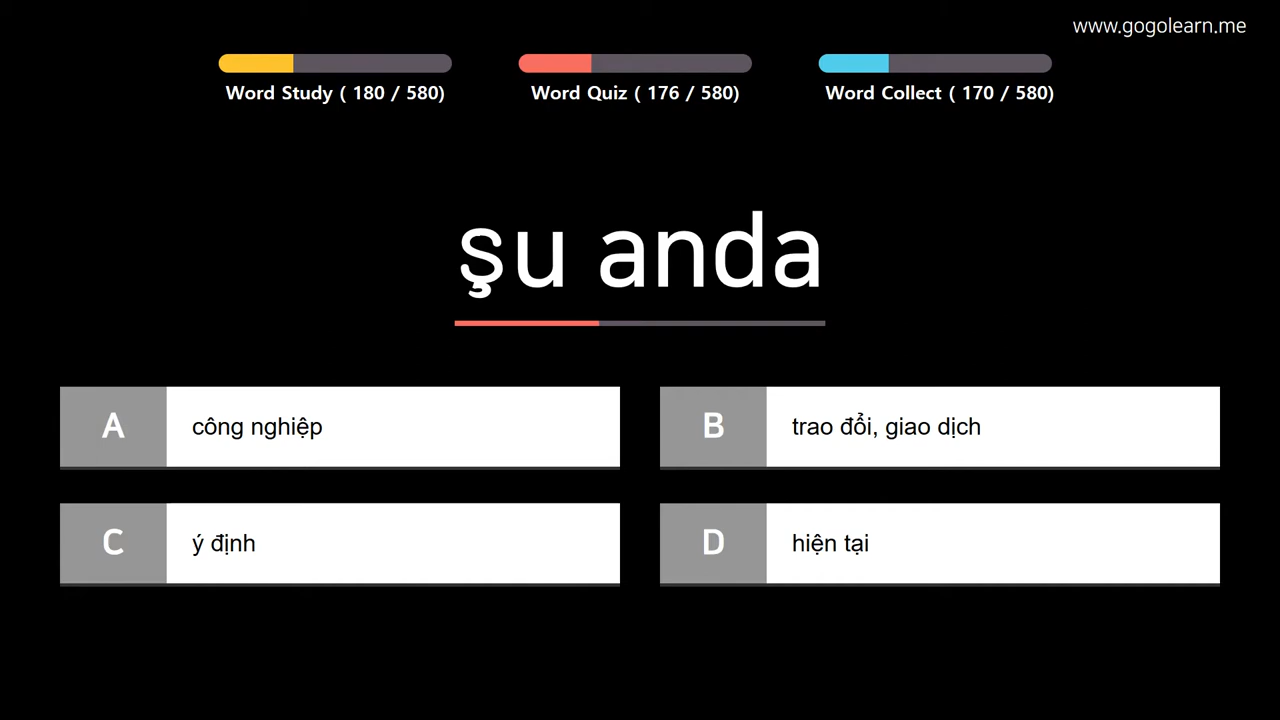 www.gogolearn.me
Word Study ( 180 / 580)
Word Quiz ( 176 / 580)
Word Collect ( 170 / 580)
şu anda
A
công nghiệp
B
trao đổi, giao dịch
C
ý định
D
hiện tại